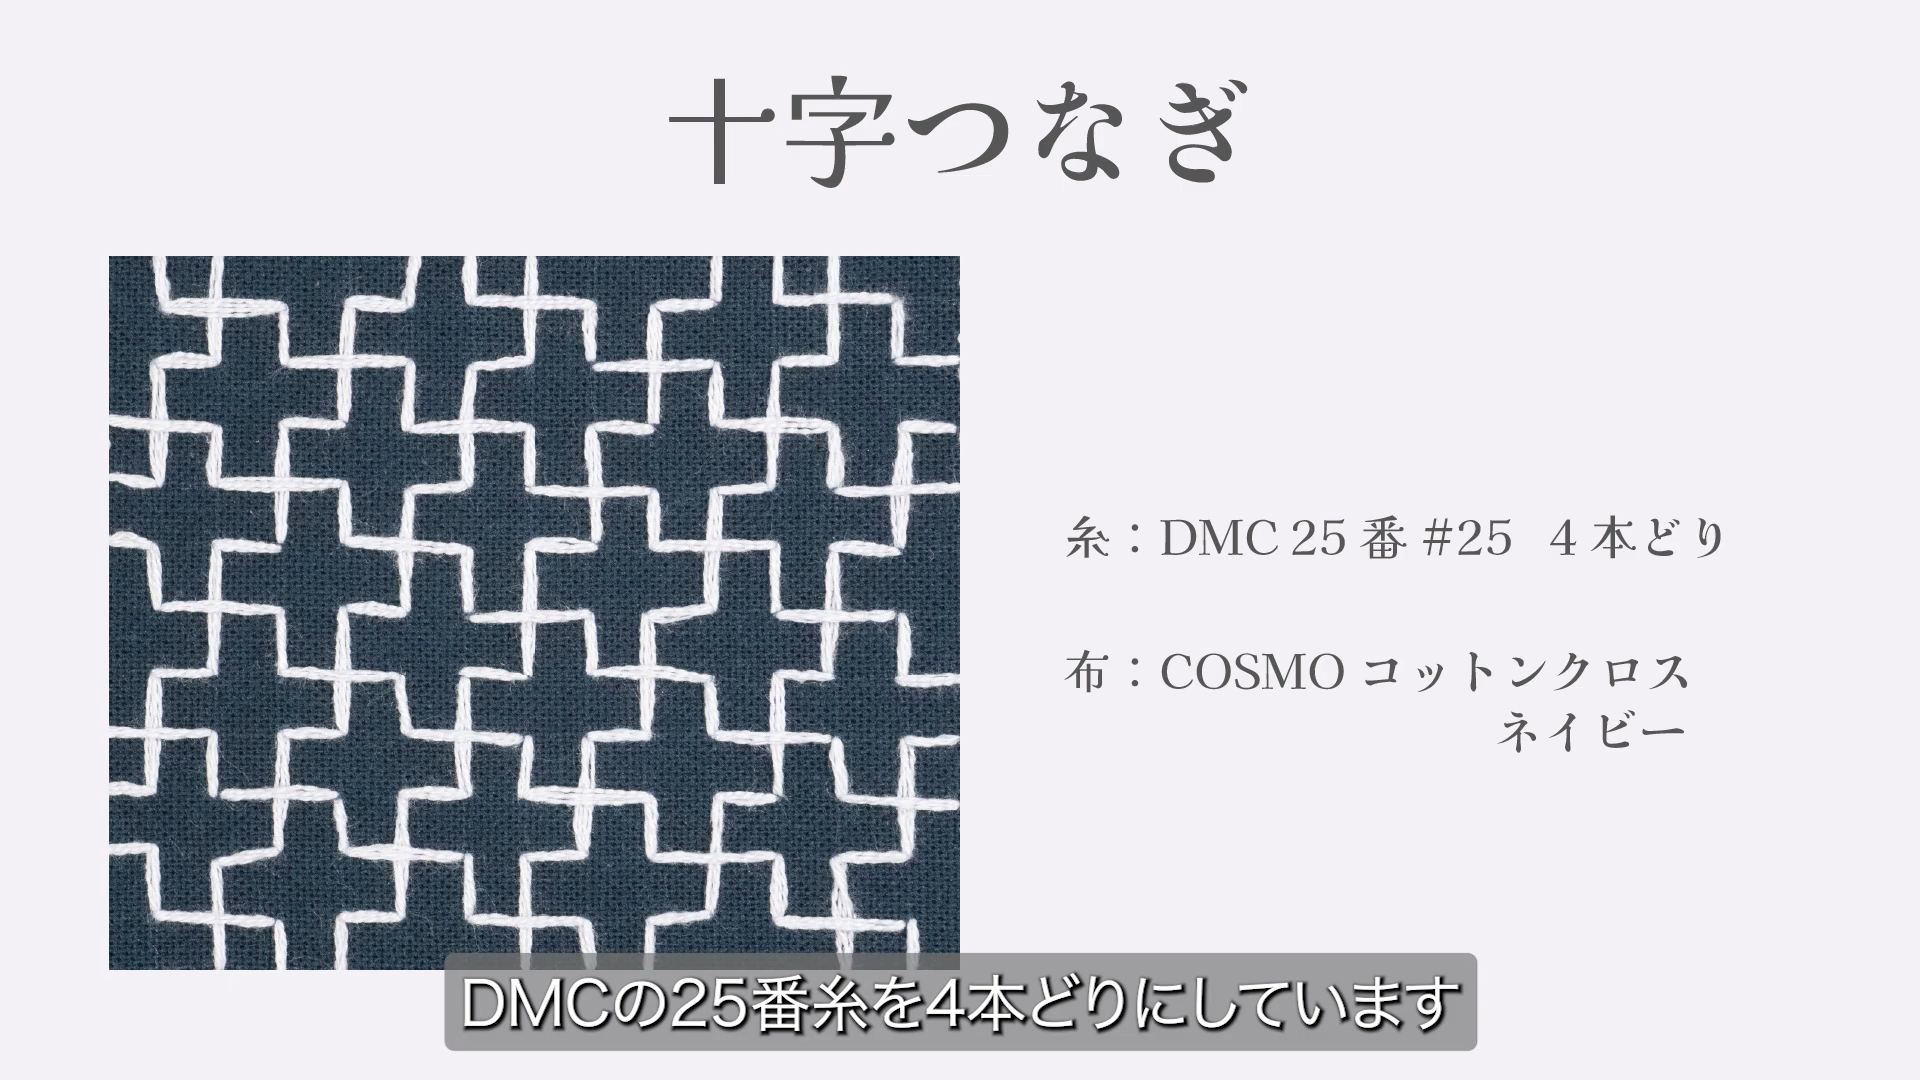 十字つなぎ
糸：DMC 25 番 #25 4 本どり
布：COSMO コットンクロス
ネイビー
DMCの25番糸を4本どりにしています